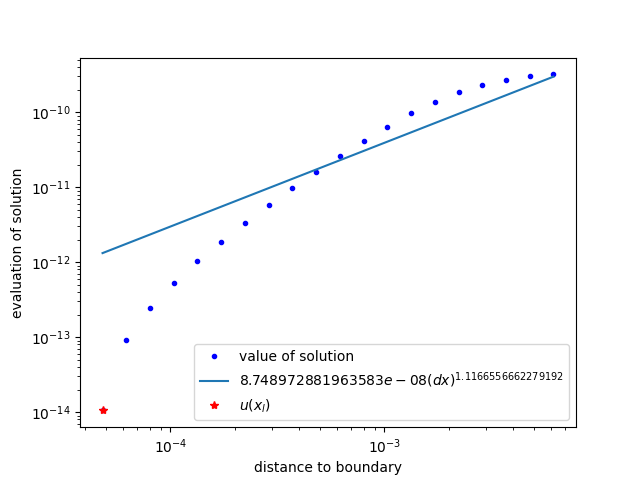 evaluation of solution
10⁻¹⁰
10⁻¹¹
10⁻¹²
10⁻¹³
10⁻¹⁴
value of solution
8.748972881963583e − 08(dx)^1.1166556662279192
u(x_l)
10⁻⁴ 10⁻³
distance to boundary